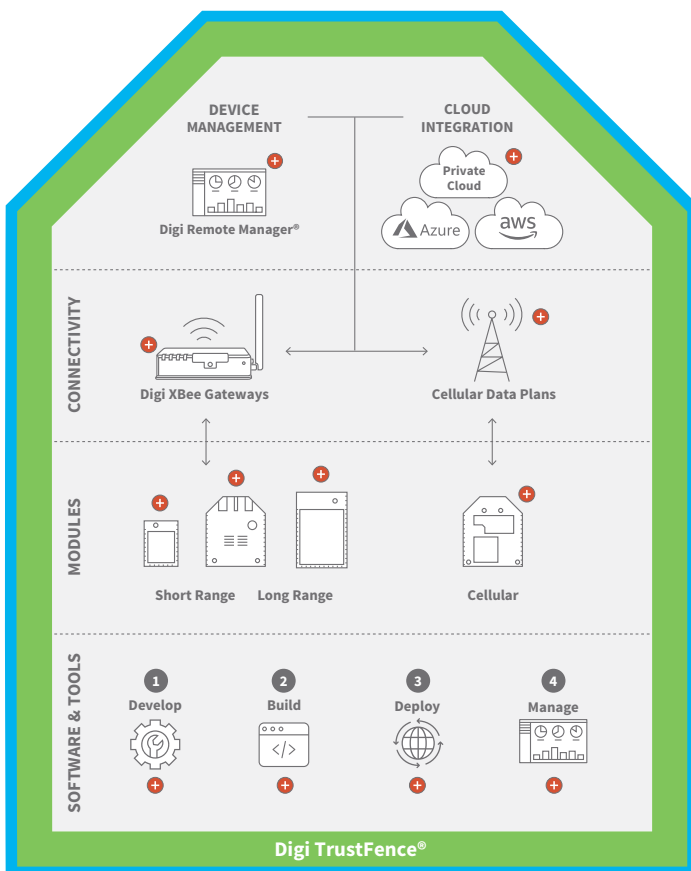 DEVICE
MANAGEMENT
CLOUD
INTEGRATION
Private
Cloud
Azure
aws
Digi Remote Manager®
CONNECTIVITY
Digi XBee Gateways
Cellular Data Plans
MODULES
Short Range
Long Range
Cellular
SOFTWARE & TOOLS
1
2
3
4
Develop
Build
Deploy
Manage
</>
Digi TrustFence®